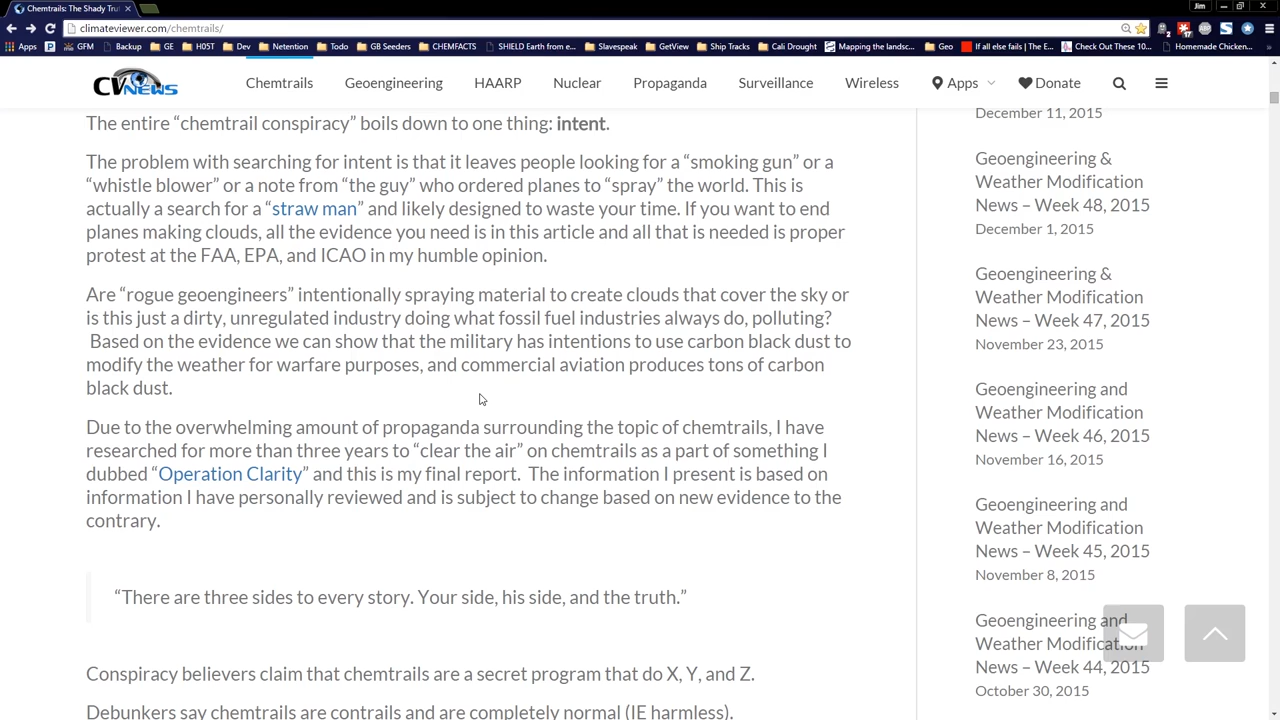 Chemtrails: The Shady Tru
Jim
climateviewer.com/chemtrails/
Apps
GFM
Backup
GE
H05T
Dev
Netention
Todo
GB Seeders
CHEMFACTS
SHIELD Earth from e...
Slavespeak
GetView
Ship Tracks
Cali Drought
Mapping the landsc...
Geo
If all else fails | The E...
Check Out These 10...
Homemade Chicken...
CV NEWS
Chemtrails
Geoengineering
HAARP
Nuclear
Propaganda
Surveillance
Wireless
Apps
Donate
The entire “chemtrail conspiracy” boils down to one thing: intent.
The problem with searching for intent is that it leaves people looking for a “smoking gun” or a
“whistle blower” or a note from “the guy” who ordered planes to “spray” the world. This is
actually a search for a “straw man” and likely designed to waste your time. If you want to end
planes making clouds, all the evidence you need is in this article and all that is needed is proper
protest at the FAA, EPA, and ICAO in my humble opinion.
Are “rogue geoengineers” intentionally spraying material to create clouds that cover the sky or
is this just a dirty, unregulated industry doing what fossil fuel industries always do, polluting?
Based on the evidence we can show that the military has intentions to use carbon black dust to
modify the weather for warfare purposes, and commercial aviation produces tons of carbon
black dust.
Due to the overwhelming amount of propaganda surrounding the topic of chemtrails, I have
researched for more than three years to “clear the air” on chemtrails as a part of something I
dubbed “Operation Clarity” and this is my final report. The information I present is based on
information I have personally reviewed and is subject to change based on new evidence to the
contrary.
“There are three sides to every story. Your side, his side, and the truth.”
Conspiracy believers claim that chemtrails are a secret program that do X, Y, and Z.
Debunkers say chemtrails are contrails and are completely normal (IE harmless).
December 11, 2015
Geoengineering &
Weather Modification
News – Week 48, 2015
December 1, 2015
Geoengineering &
Weather Modification
News – Week 47, 2015
November 23, 2015
Geoengineering and
Weather Modification
News – Week 46, 2015
November 16, 2015
Geoengineering and
Weather Modification
News – Week 45, 2015
November 8, 2015
Geoengineering and
Weather Modification
News – Week 44, 2015
October 30, 2015